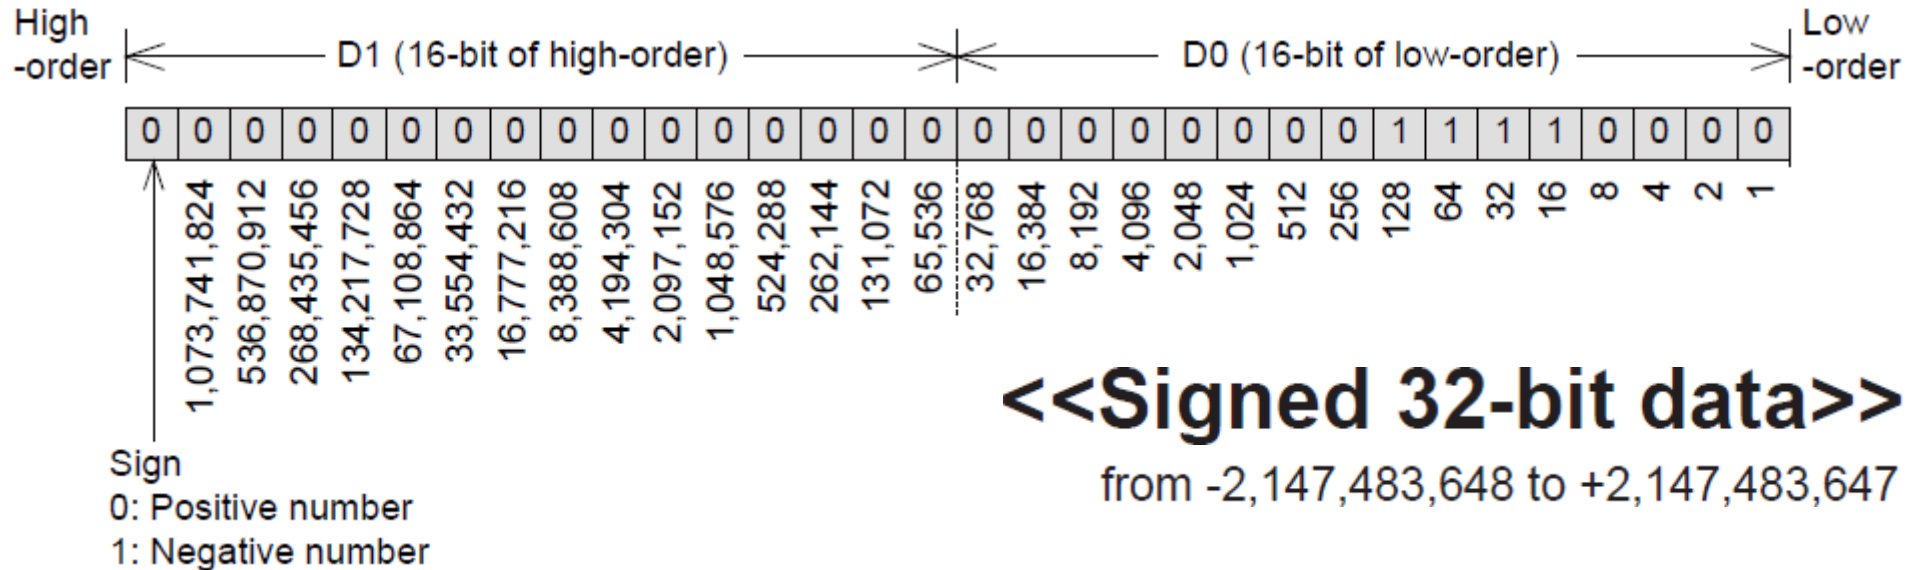 High
-order
D1 (16-bit of high-order)
D0 (16-bit of low-order)
Low
-order
0 0 0 0 0 0 0 0 0 0 0 0 0 0 0 0 0 0 0 0 0 0 0 0 1 1 1 1 0 0 0 0
1,073,741,824
536,870,912
268,435,456
134,217,728
67,108,864
33,554,432
16,777,216
8,388,608
4,194,304
2,097,152
1,048,576
524,288
262,144
131,072
65,536
32,768
16,384
8,192
4,096
2,048
1,024
512
256
128
64
32
16
8
4
2
1
<<Signed 32-bit data>>
from -2,147,483,648 to +2,147,483,647
Sign
0: Positive number
1: Negative number